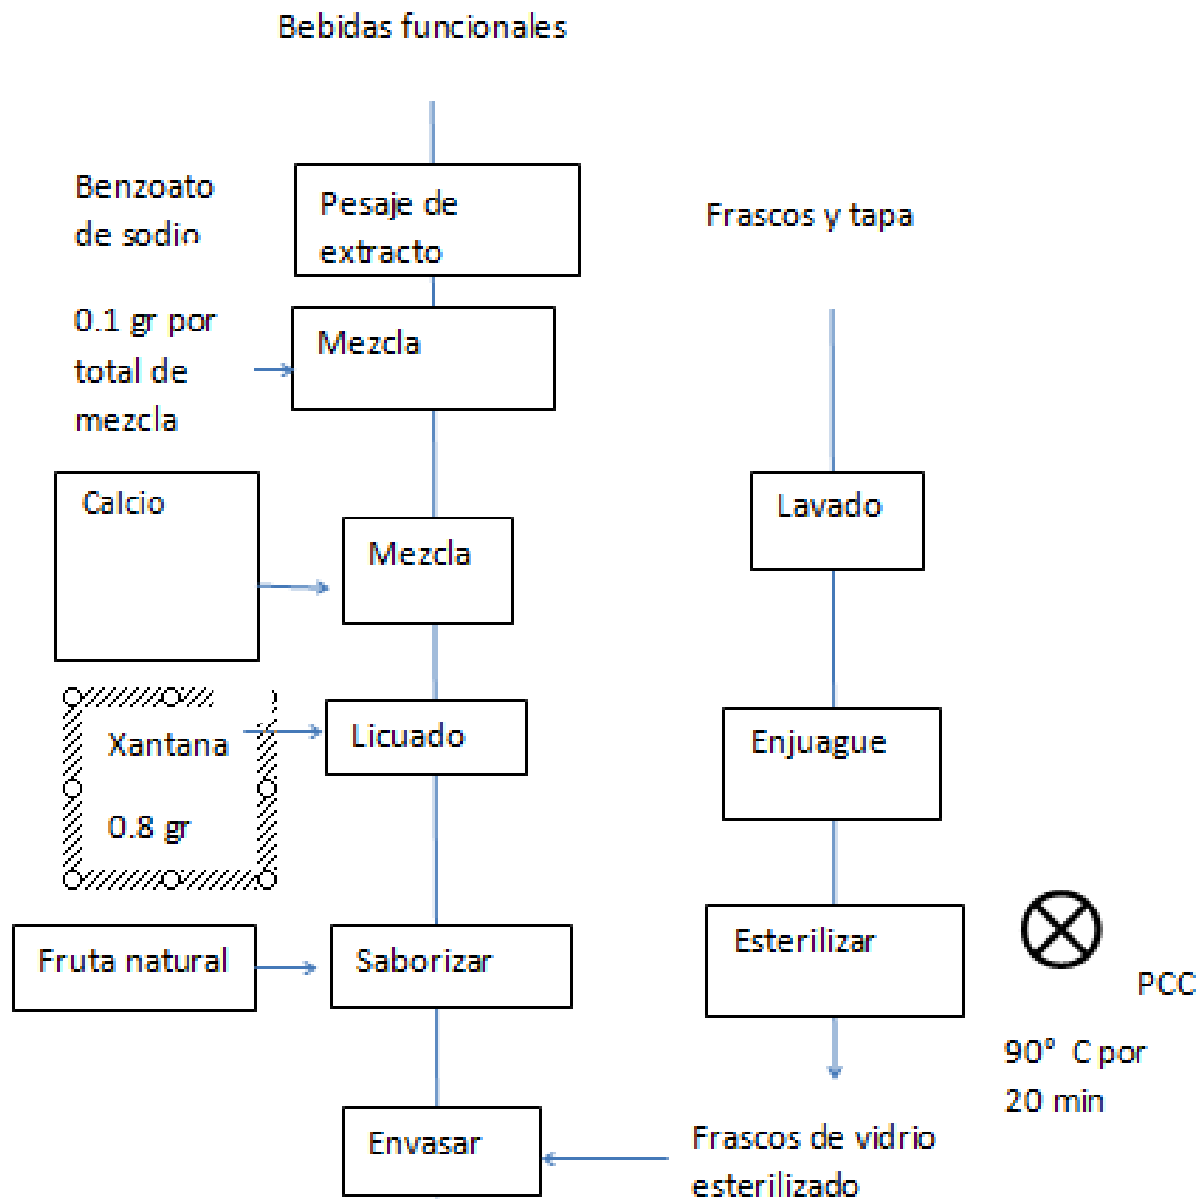 Bebidas funcionales
Benzoato
de sodio
Pesaje de
extracto
Frascos y tapa
0.1 gr por
total de
mezcla
Mezcla
Calcio
Mezcla
Lavado
Xantana
0.8 gr
Licuado
Enjuague
Fruta natural
Saborizar
Esterilizar
PCC
90° C por
20 min
Envasar
Frascos de vidrio
esterilizado